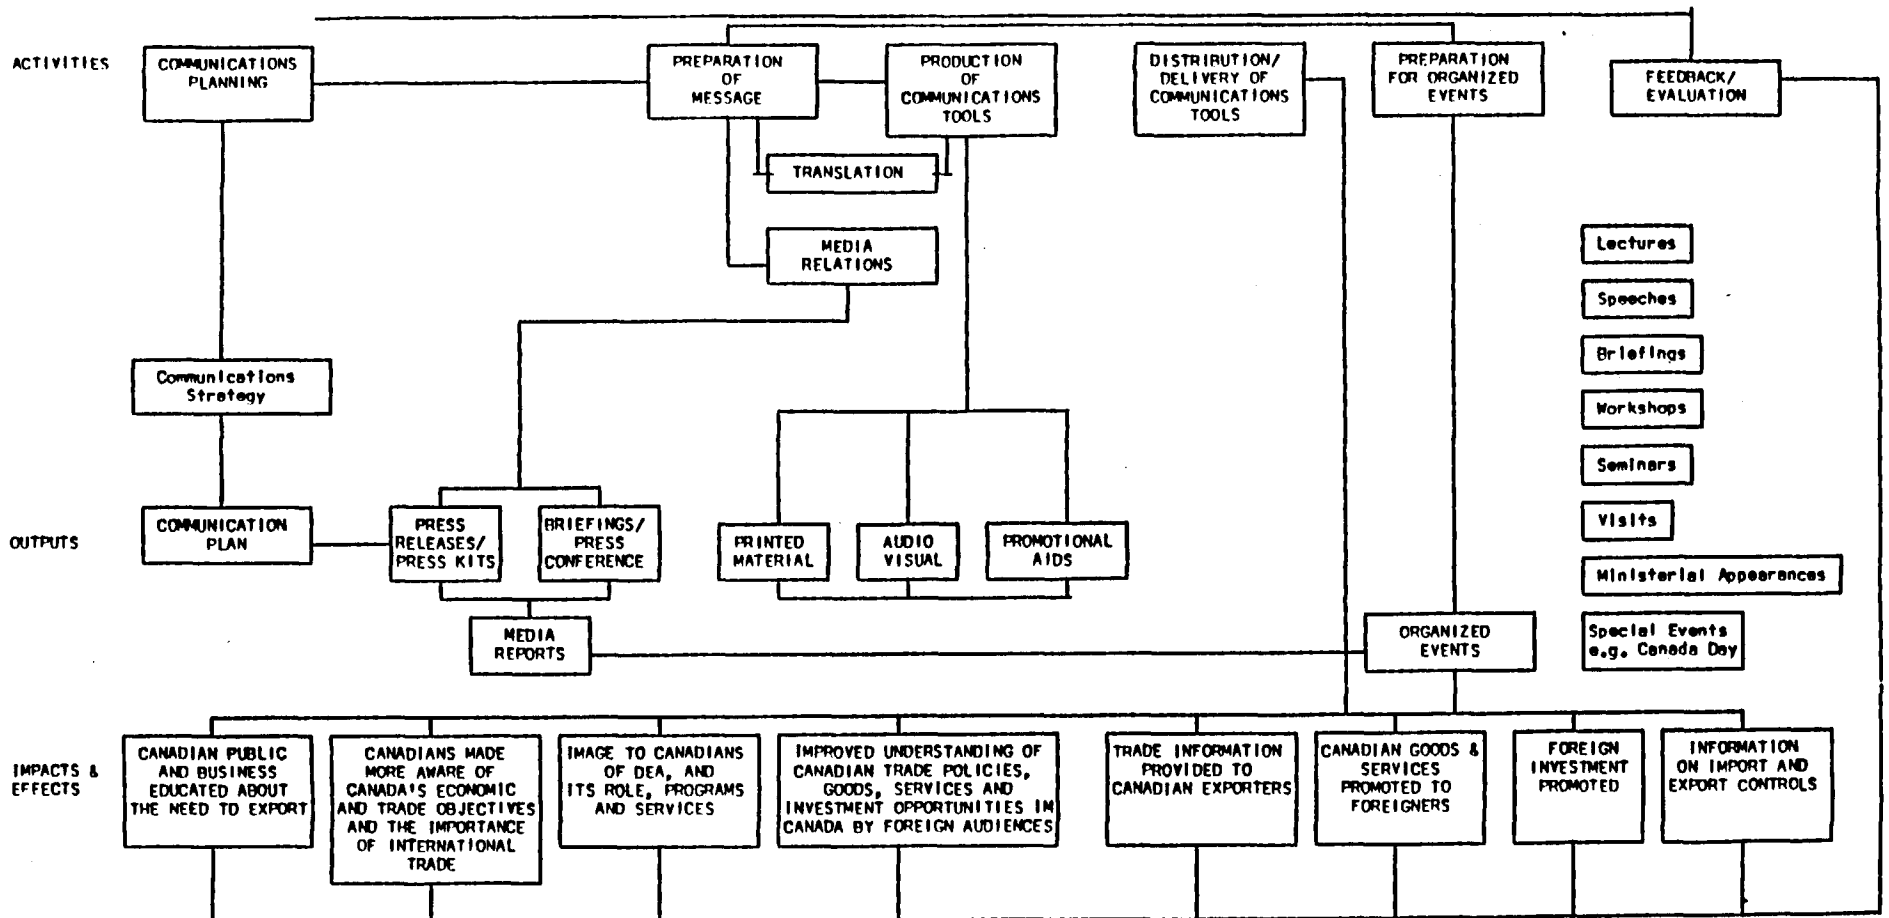 ACTIVITIES
COMMUNICATIONS
PLANNING
PREPARATION
OF
MESSAGE
PRODUCTION
OF
COMMUNICATIONS
TOOLS
DISTRIBUTION/
DELIVERY OF
COMMUNICATIONS
TOOLS
PREPARATION
FOR ORGANIZED
EVENTS
FEEDBACK/
EVALUATION
TRANSLATION
MEDIA
RELATIONS
Lectures
Speeches
Briefings
Workshops
Seminars
Visits
Ministerial Appearances
Special Events
e.g. Canada Day
Communications
Strategy
OUTPUTS
COMMUNICATION
PLAN
PRESS
RELEASES/
PRESS KITS
BRIEFINGS/
PRESS
CONFERENCE
PRINTED
MATERIAL
AUDIO
VISUAL
PROMOTIONAL
AIDS
MEDIA
REPORTS
ORGANIZED
EVENTS
IMPACTS &
EFFECTS
CANADIAN PUBLIC
AND BUSINESS
EDUCATED ABOUT
THE NEED TO EXPORT
CANADIANS MADE
MORE AWARE OF
CANADA'S ECONOMIC
AND TRADE OBJECTIVES
AND THE IMPORTANCE
OF INTERNATIONAL
TRADE
IMAGE TO CANADIANS
OF DEA, AND
ITS ROLE, PROGRAMS
AND SERVICES
IMPROVED UNDERSTANDING OF
CANADIAN TRADE POLICIES,
GOODS, SERVICES AND
INVESTMENT OPPORTUNITIES IM
CANADA BY FOREIGN AUDIENCES
TRADE INFORMATION
PROVIDED TO
CANADIAN EXPORTERS
CANADIAN GOODS &
SERVICES
PROMOTED TO
FOREIGNERS
FOREIGN
INVESTMENT
PROMOTED
INFORMATION
ON IMPORT AND
EXPORT CONTROLS